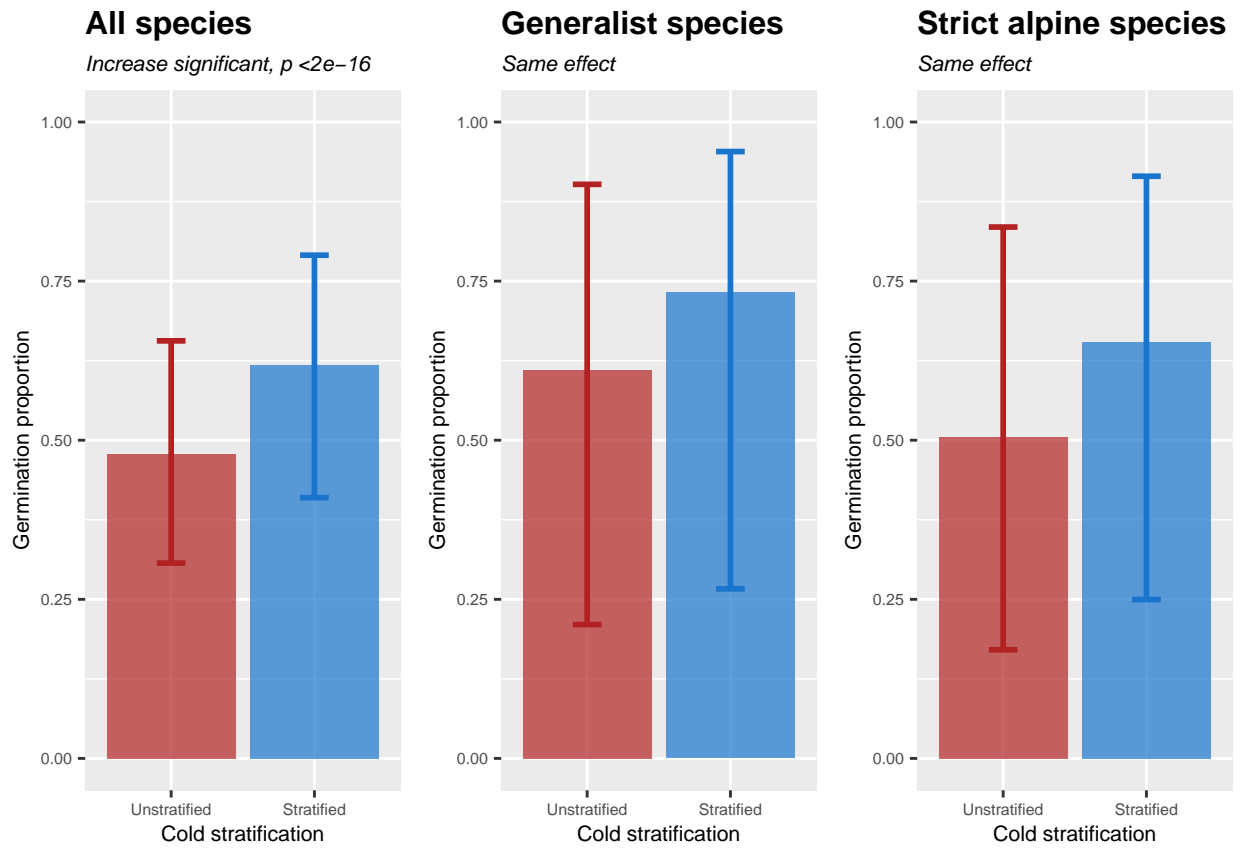 All species
Increase significant, p <2e−16
Germination proportion
1.00
0.75
0.50
0.25
0.00
Unstratified Stratified
Cold stratification
Generalist species
Same effect
Germination proportion
1.00
0.75
0.50
0.25
0.00
Unstratified Stratified
Cold stratification
Strict alpine species
Same effect
Germination proportion
1.00
0.75
0.50
0.25
0.00
Unstratified Stratified
Cold stratification